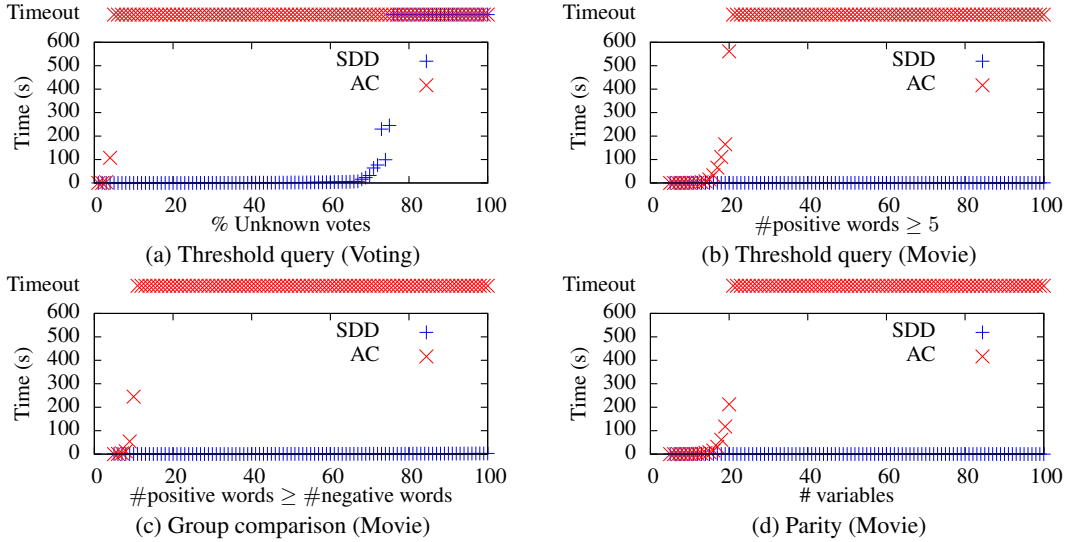 Timeout
600
500
400
300
200
100
0
Time (s)
SDD
AC
0 20 40 60 80 100
% Unknown votes
(a) Threshold query (Voting)
Timeout
600
500
400
300
200
100
0
Time (s)
SDD
AC
0 20 40 60 80 100
#positive words ≥ 5
(b) Threshold query (Movie)
Timeout
600
500
400
300
200
100
0
Time (s)
SDD
AC
0 20 40 60 80 100
#positive words ≥ #negative words
(c) Group comparison (Movie)
Timeout
600
500
400
300
200
100
0
Time (s)
SDD
AC
0 20 40 60 80 100
# variables
(d) Parity (Movie)